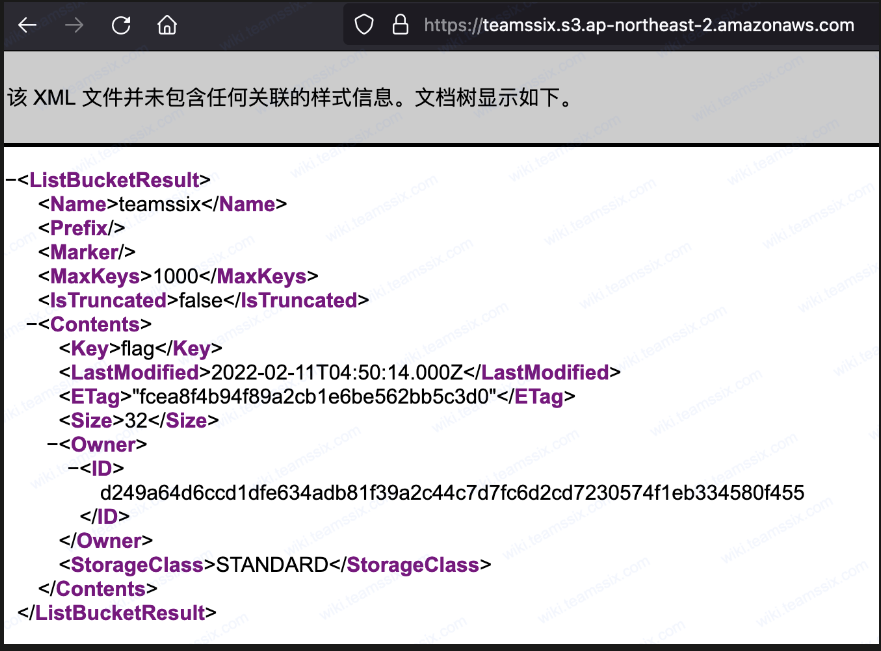 https://teamssix.s3.ap-northeast-2.amazonaws.com
该 XML 文件并未包含任何关联的样式信息。文档树显示如下。
−<ListBucketResult>
<Name>teamssix</Name>
<Prefix/>
<Marker/>
<MaxKeys>1000</MaxKeys>
<IsTruncated>false</IsTruncated>
−<Contents>
<Key>flag</Key>
<LastModified>2022-02-11T04:50:14.000Z</LastModified>
<ETag>"fcea8f4b94f89a2cb1e6be562bb5c3d0"</ETag>
<Size>32</Size>
−<Owner>
−<ID>
d249a64d6ccd1dfe634adb81f39a2c44c7d7fc6d2cd7230574f1eb334580f455
</ID>
</Owner>
<StorageClass>STANDARD</StorageClass>
</Contents>
</ListBucketResult>
wiki.teamssix.com